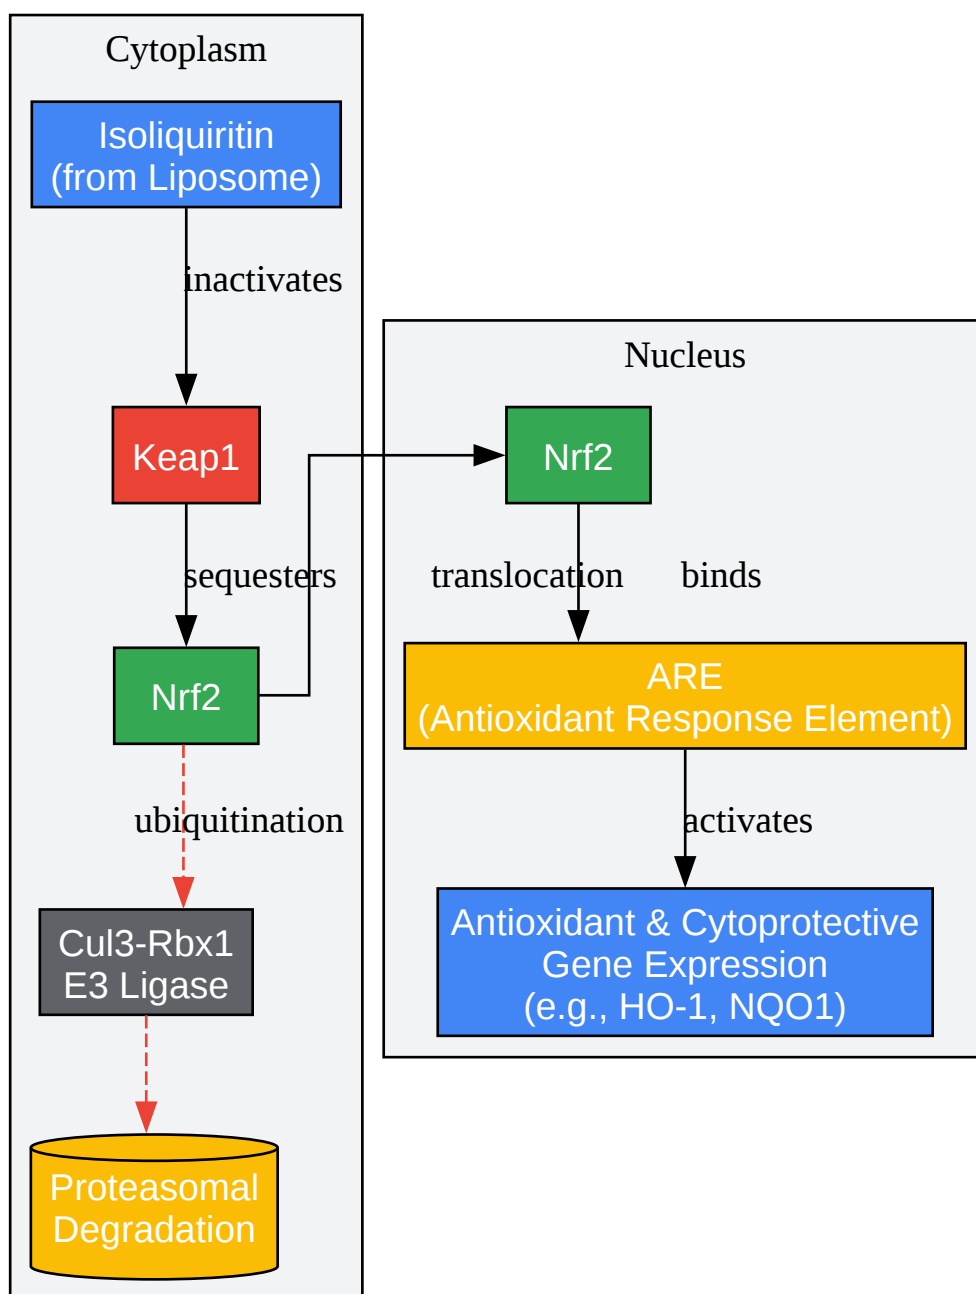 Cytoplasm
Isoliquiritin
(from Liposome)
inactivates
Keap1
sequesters
Nrf2
ubiquitination
Cul3-Rbx1
E3 Ligase
Proteasomal
Degradation
Nucleus
Nrf2
translocation
binds
ARE
(Antioxidant Response Element)
activates
Antioxidant & Cytoprotective
Gene Expression
(e.g., HO-1, NQO1)